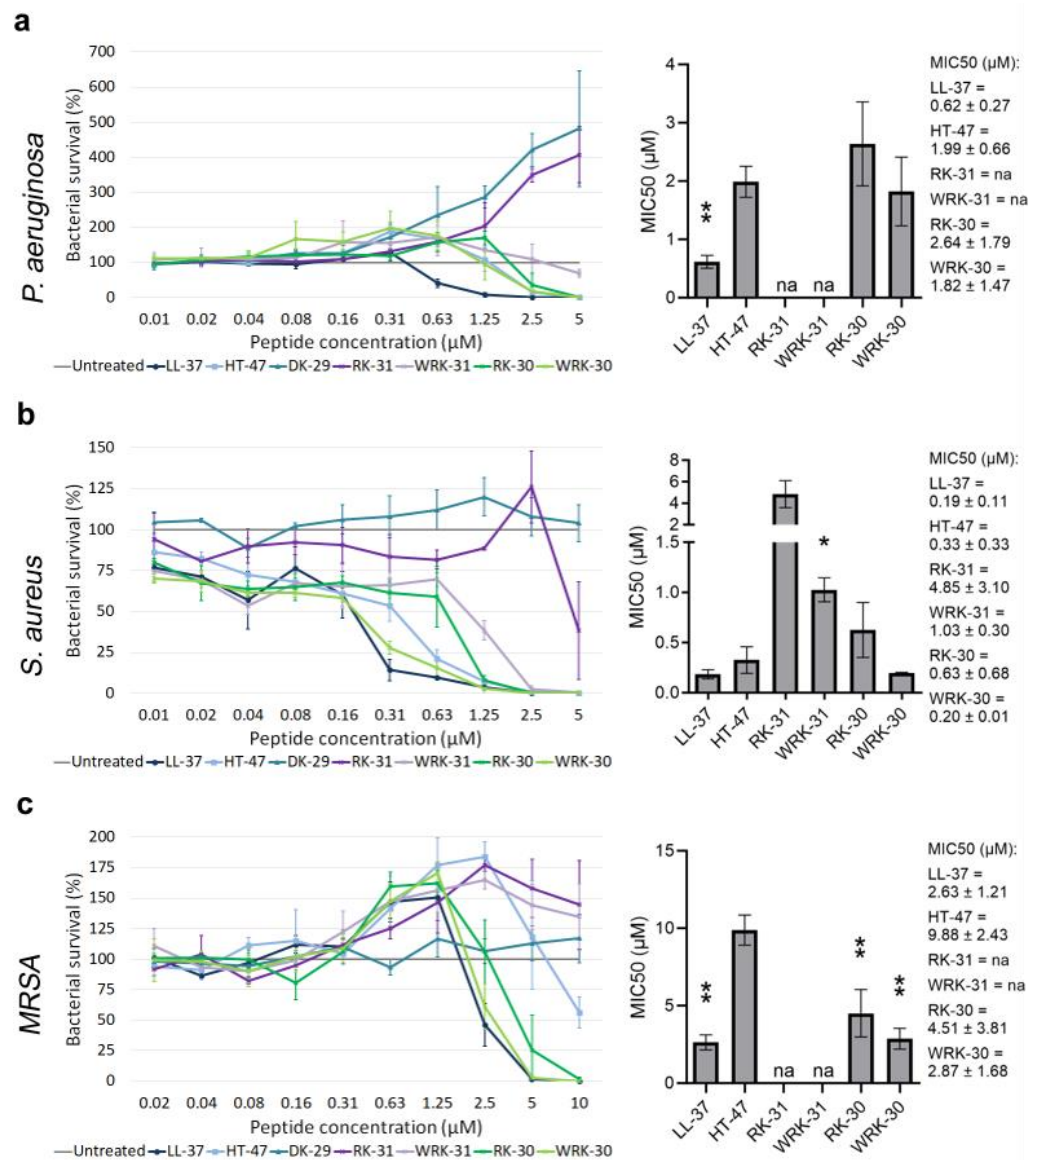 a
P. aeruginosa
Bacterial survival (%)
700
600
500
400
300
200
100
0
0.01 0.02 0.04 0.08 0.16 0.31 0.63 1.25 2.5 5
Peptide concentration (µM)
Untreated LL-37 HT-47 DK-29 RK-31 WRK-31 RK-30 WRK-30
MIC50 (µM)
4
3
2
1
0
**
na na
LL-37 HT-47 RK-31 WRK-31 RK-30 WRK-30
MIC50 (µM):
LL-37 =
0.62 ± 0.27
HT-47 =
1.99 ± 0.66
RK-31 = na
WRK-31 = na
RK-30 =
2.64 ± 1.79
WRK-30 =
1.82 ± 1.47
b
S. aureus
Bacterial survival (%)
150
125
100
75
50
25
0
0.01 0.02 0.04 0.08 0.16 0.31 0.63 1.25 2.5 5
Peptide concentration (µM)
Untreated LL-37 HT-47 DK-29 RK-31 WRK-31 RK-30 WRK-30
MIC50 (µM)
8
6
4
2
1.5
1.0
0.5
0.0
*
LL-37 HT-47 RK-31 WRK-31 RK-30 WRK-30
MIC50 (µM):
LL-37 =
0.19 ± 0.11
HT-47 =
0.33 ± 0.33
RK-31 =
4.85 ± 3.10
WRK-31 =
1.03 ± 0.30
RK-30 =
0.63 ± 0.68
WRK-30 =
0.20 ± 0.01
c
MRSA
Bacterial survival (%)
200
175
150
125
100
75
50
25
0
0.02 0.04 0.08 0.16 0.31 0.63 1.25 2.5 5 10
Peptide concentration (µM)
Untreated LL-37 HT-47 DK-29 RK-31 WRK-31 RK-30 WRK-30
MIC50 (µM)
15
10
5
0
** ** **
na na
LL-37 HT-47 RK-31 WRK-31 RK-30 WRK-30
MIC50 (µM):
LL-37 =
2.63 ± 1.21
HT-47 =
9.88 ± 2.43
RK-31 = na
WRK-31 = na
RK-30 =
4.51 ± 3.81
WRK-30 =
2.87 ± 1.68